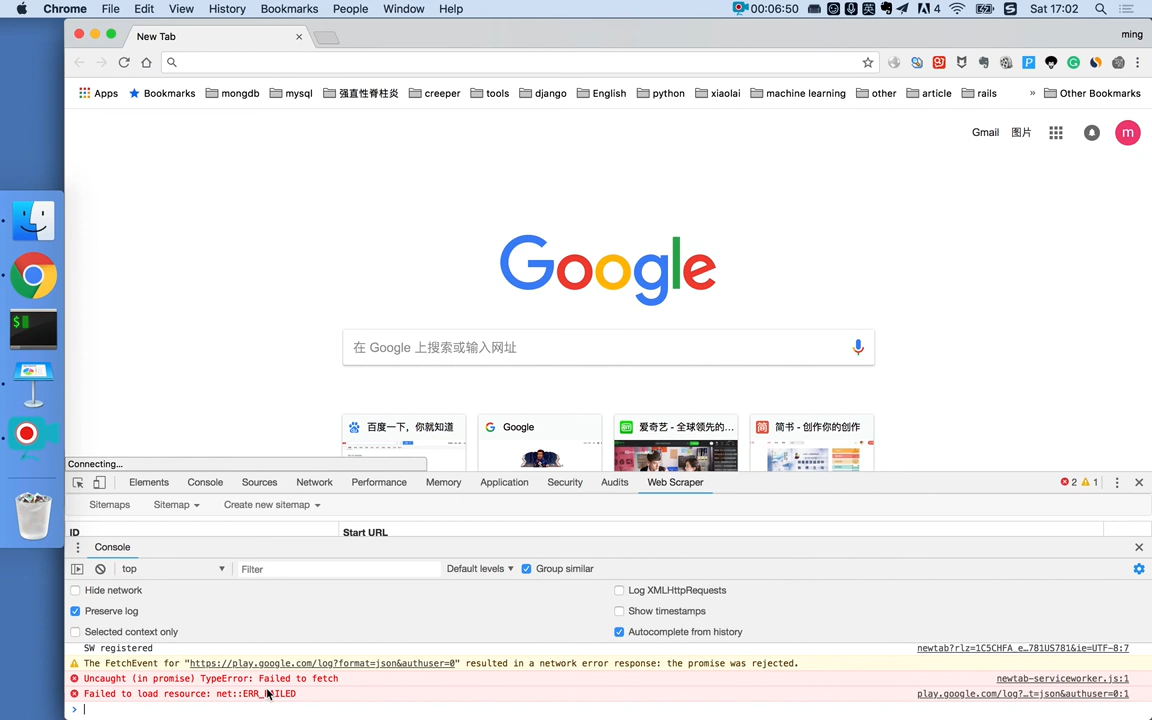 Chrome File Edit View History Bookmarks People Window Help 00:06:50 英 4 Sat 17:02
New Tab ming
Apps Bookmarks mongdb mysql 强直性脊柱炎 creeper tools django English python xiaolai machine learning other article rails » Other Bookmarks
Gmail 图片 m
Google
在 Google 上搜索或输入网址
百度一下，你就知道 Google 爱奇艺 - 全球领先的... 简书 - 创作你的创作
Connecting...
Elements Console Sources Network Performance Memory Application Security Audits Web Scraper 2 1
Sitemaps Sitemap Create new sitemap
ID Start URL
Console
top Filter Default levels Group similar
Hide network Log XMLHttpRequests
Preserve log Show timestamps
Selected context only Autocomplete from history
SW registered newtab?rlz=1C5CHFA_e…781US781&ie=UTF-8:7
The FetchEvent for "https://play.google.com/log?format=json&authuser=0" resulted in a network error response: the promise was rejected.
Uncaught (in promise) TypeError: Failed to fetch newtab-serviceworker.js:1
Failed to load resource: net::ERR_FAILED play.google.com/log?…t=json&authuser=0:1